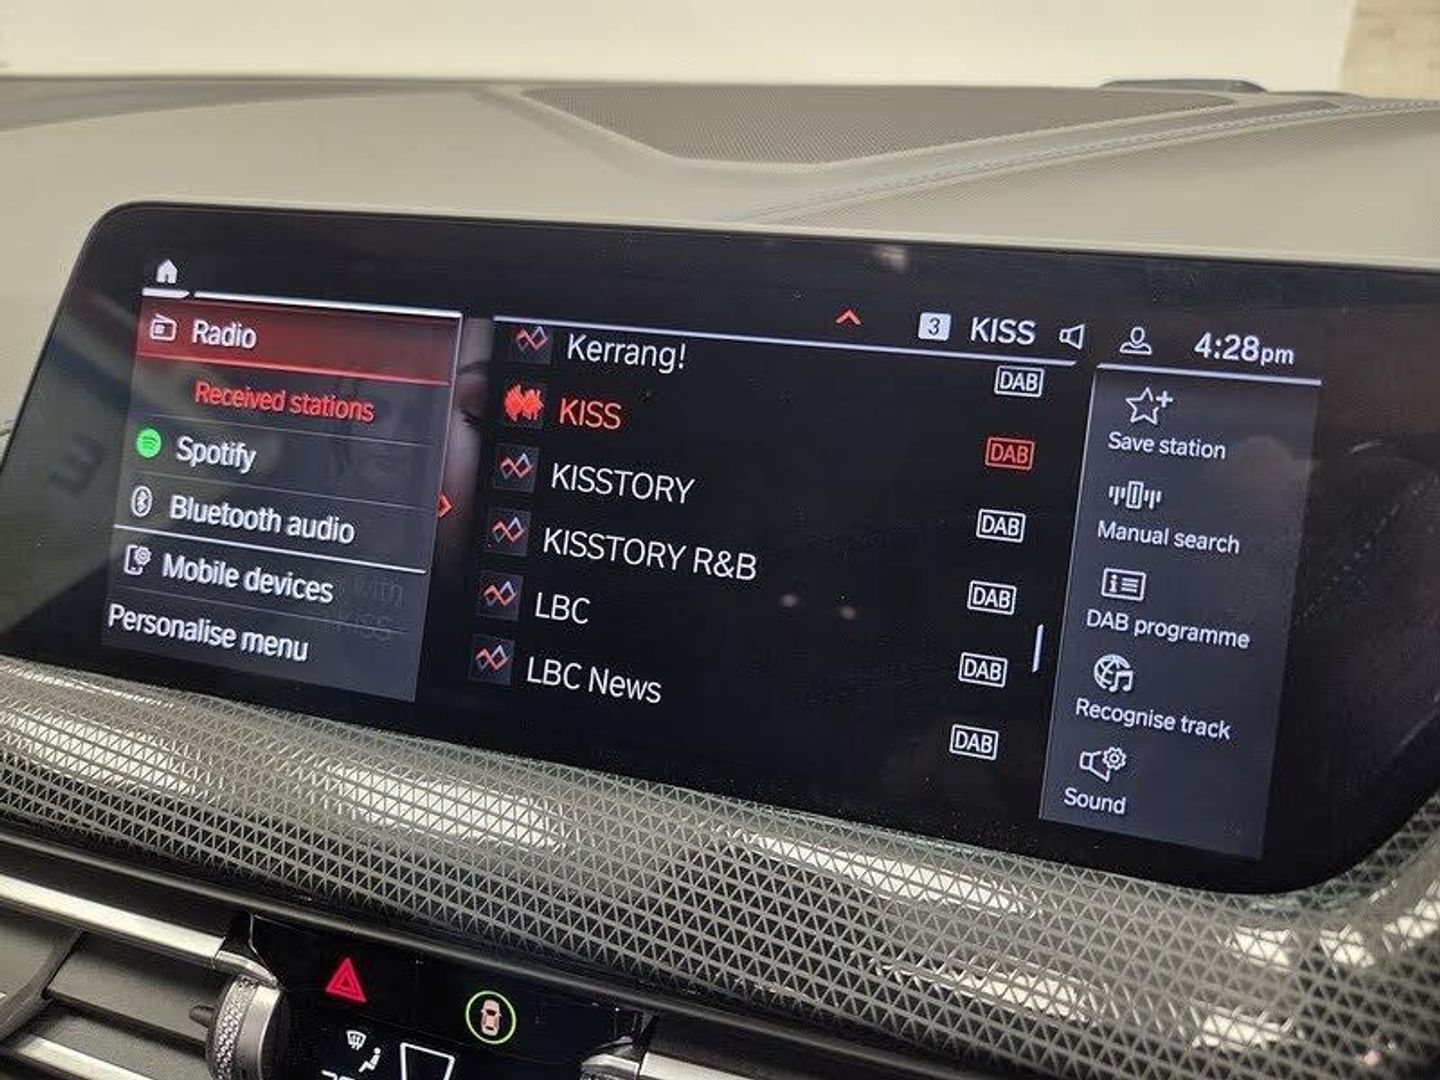 3 KISS 4:28pm
Radio
Received stations
Spotify
Bluetooth audio
Mobile devices
Personalise menu
Kerrang! DAB
KISS DAB
KISSTORY DAB
KISSTORY R&B DAB
LBC DAB
LBC News DAB
Save station
Manual search
DAB programme
Recognise track
Sound